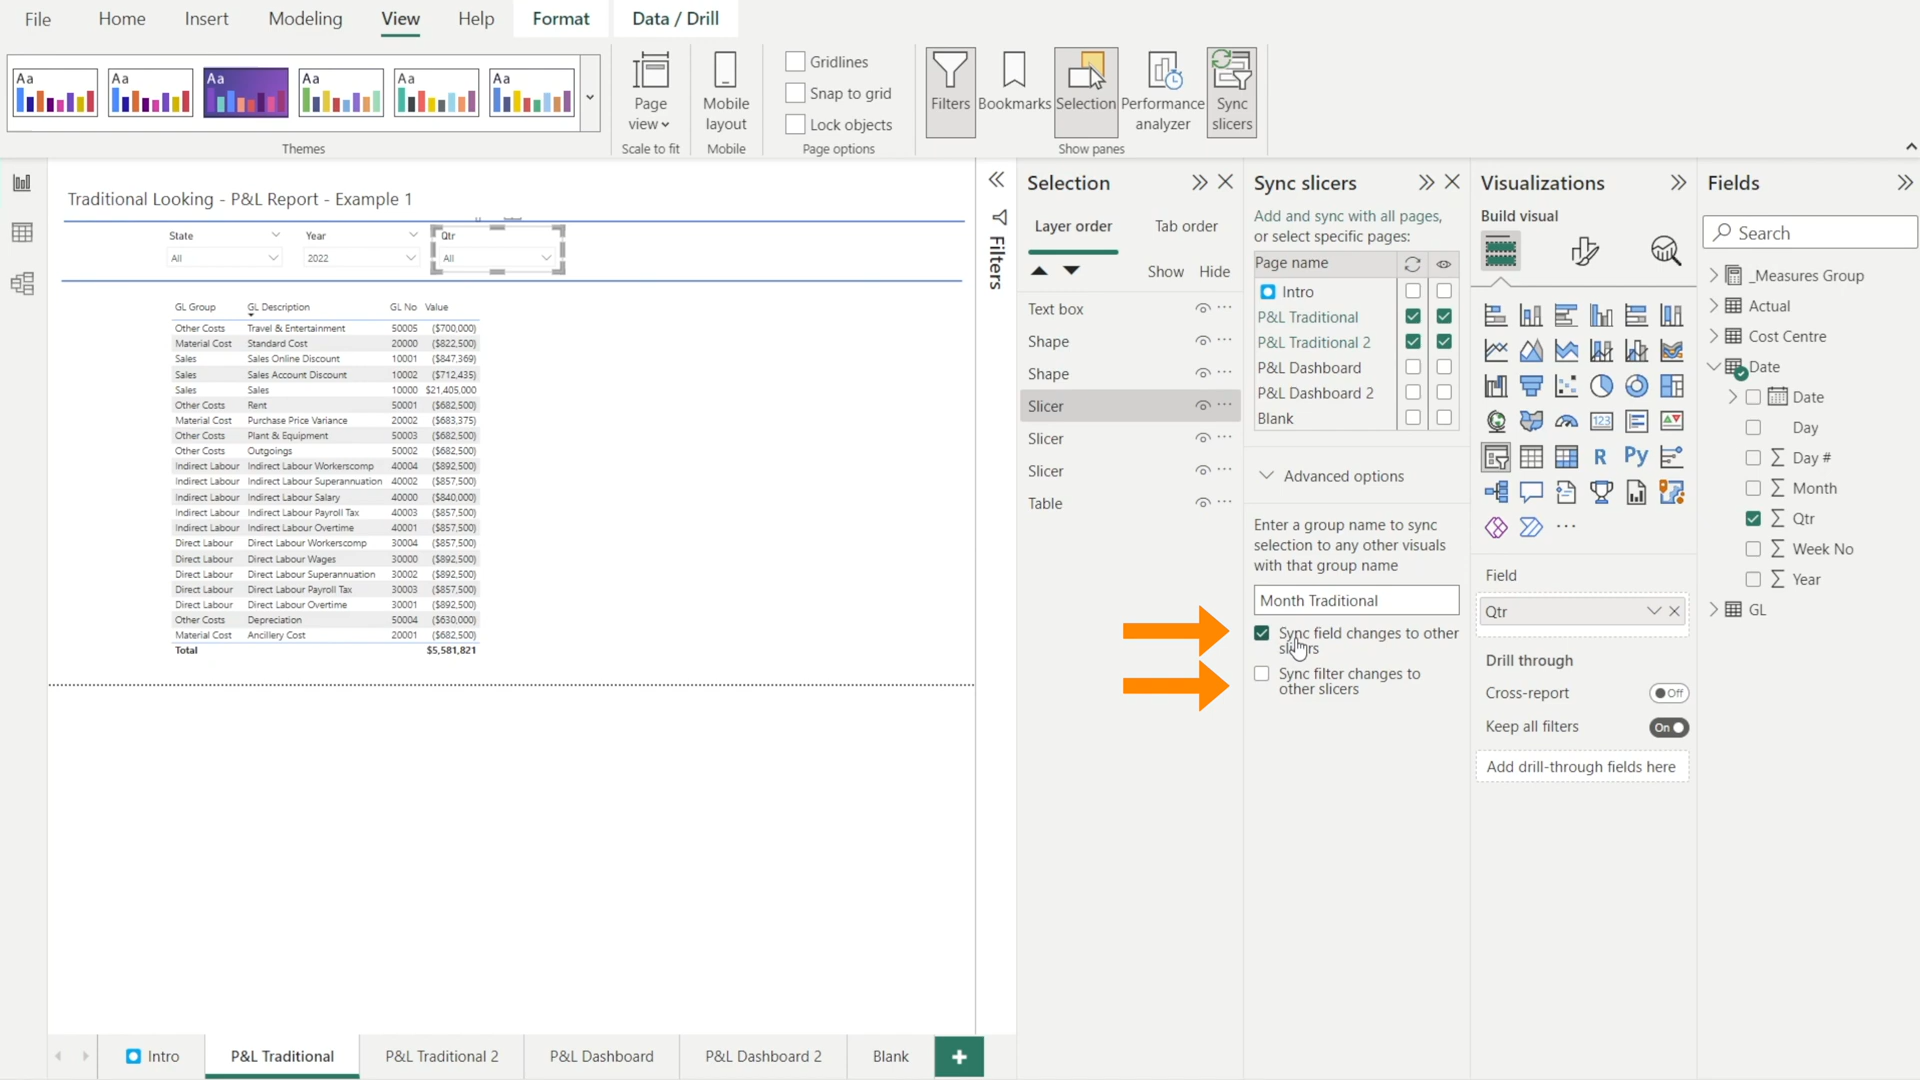 File Home Insert Modeling View Help Format Data / Drill
Aa Aa Aa Aa Aa Aa
Themes
Page
view
Scale to fit
Mobile
layout
Mobile
Gridlines
Snap to grid
Lock objects
Page options
Filters
Bookmarks
Selection
Performance
analyzer
Sync
slicers
Show panes
Traditional Looking - P&L Report - Example 1
State Year Qtr
All 2022 All
GL Group GL Description GL No Value
Other Costs Travel & Entertainment 50005 ($700,000)
Material Cost Standard Cost 20000 ($822,500)
Sales Sales Online Discount 10001 ($847,369)
Sales Sales Account Discount 10002 ($712,435)
Sales Sales 10000 $21,405,000
Other Costs Rent 50001 ($682,500)
Material Cost Purchase Price Variance 20002 ($683,375)
Other Costs Plant & Equipment 50003 ($682,500)
Other Costs Outgoings 50002 ($682,500)
Indirect Labour Indirect Labour Workerscomp 40004 ($892,500)
Indirect Labour Indirect Labour Superannuation 40002 ($857,500)
Indirect Labour Indirect Labour Salary 40000 ($840,000)
Indirect Labour Indirect Labour Payroll Tax 40003 ($857,500)
Indirect Labour Indirect Labour Overtime 40001 ($857,500)
Direct Labour Direct Labour Workerscomp 30004 ($857,500)
Direct Labour Direct Labour Wages 30000 ($892,500)
Direct Labour Direct Labour Superannuation 30002 ($892,500)
Direct Labour Direct Labour Payroll Tax 30003 ($857,500)
Direct Labour Direct Labour Overtime 30001 ($892,500)
Other Costs Depreciation 50004 ($630,000)
Material Cost Ancillary Cost 20001 ($682,500)
Total $5,581,821
Filters
Selection
Layer order Tab order
Show Hide
Text box
Shape
Shape
Slicer
Slicer
Slicer
Table
Sync slicers
Add and sync with all pages,
or select specific pages:
Page name
Intro
P&L Traditional
P&L Traditional 2
P&L Dashboard
P&L Dashboard 2
Blank
Advanced options
Enter a group name to sync
selection to any other visuals
with that group name
Month Traditional
Sync field changes to other
slicers
Sync filter changes to
other slicers
Visualizations
Build visual
123
R Py
Field
Qtr
Drill through
Cross-report Off
Keep all filters On
Add drill-through fields here
Fields
Search
_Measures Group
Actual
Cost Centre
Date
Date
Day
Day #
Month
Qtr
Week No
Year
GL
Intro P&L Traditional P&L Traditional 2 P&L Dashboard P&L Dashboard 2 Blank